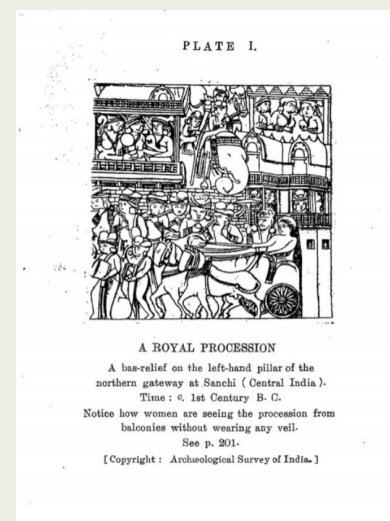 PLATE I.
A ROYAL PROCESSION
A bas-relief on the left-hand pillar of the
northern gateway at Sanchi ( Central India ).
Time : c. 1st Century B. C.
Notice how women are seeing the procession from
balconies without wearing any veil.
See p. 201.
[ Copyright : Archæological Survey of India. ]